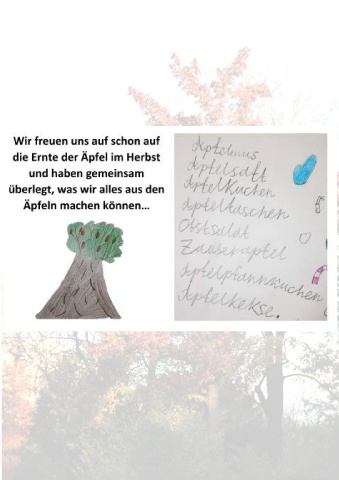 Wir freuen uns auf schon auf
die Ernte der Äpfel im Herbst
und haben gemeinsam
überlegt, was wir alles aus den
Äpfeln machen können...
Apfelmus
Apfelsaft
Apfelkuchen
Apfeltaschen
Obstsalat
Zauberapfel
Apfelpfannkuchen
Apfelkekse.